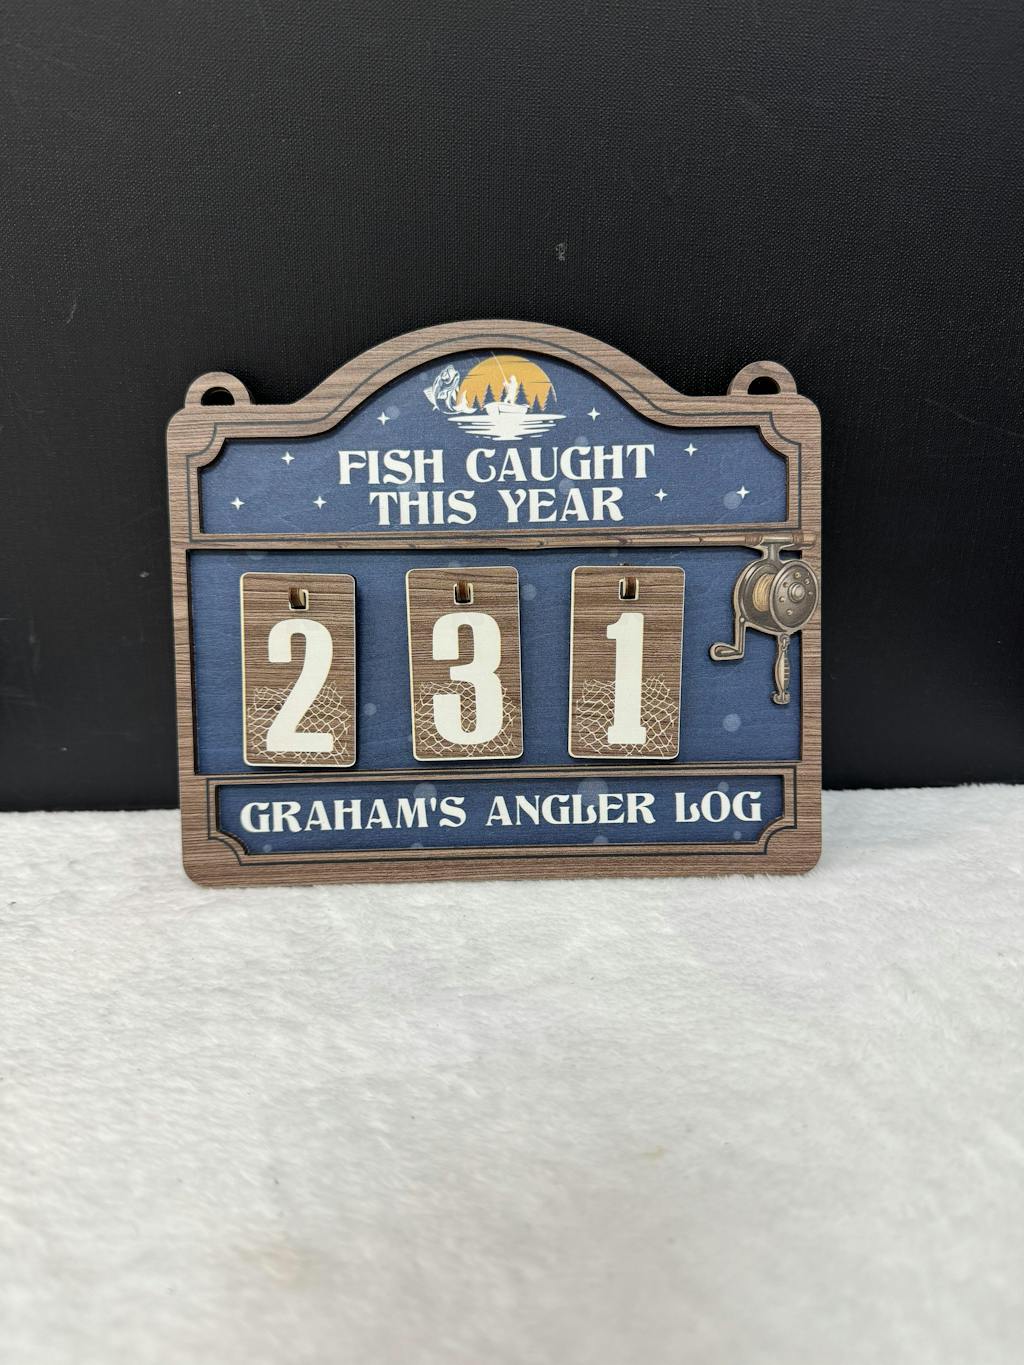 FISH CAUGHT
THIS YEAR
2 3 1
GRAHAM'S ANGLER LOG